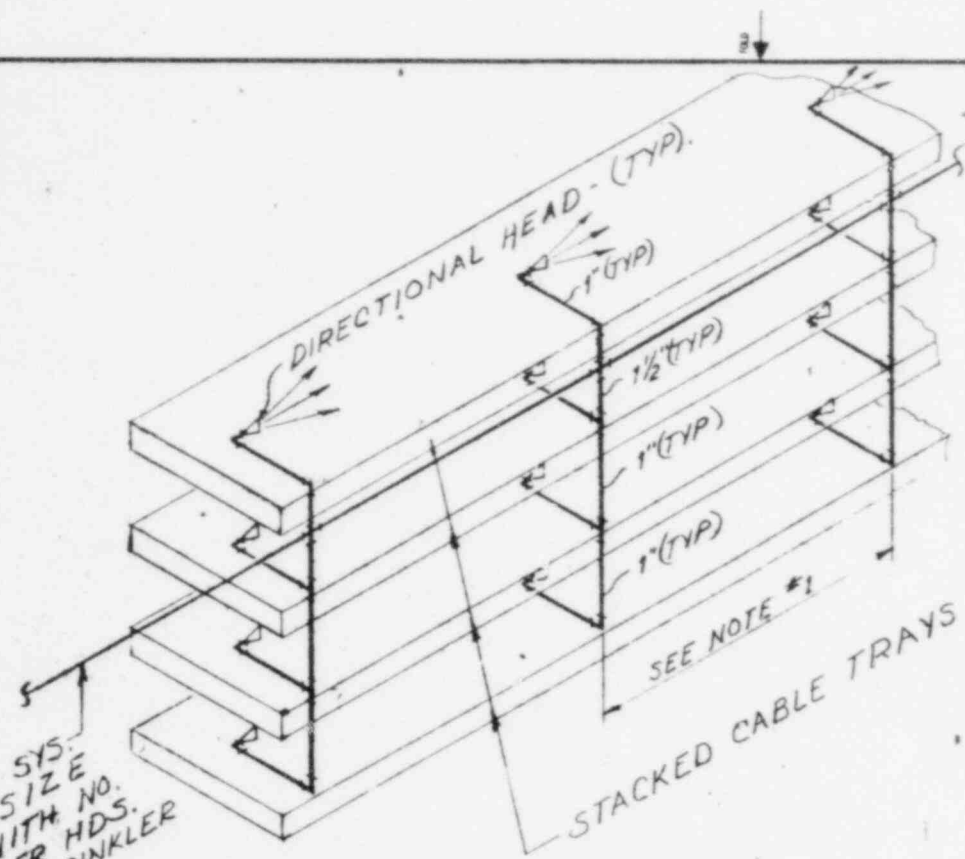 DIRECTIONAL HEAD - (TYP).
1" (TYP)
1½" (TYP)
1" (TYP)
1" (TYP)
SEE NOTE #1
STACKED CABLE TRAYS
SYS.
SIZE
NO.
HDS.